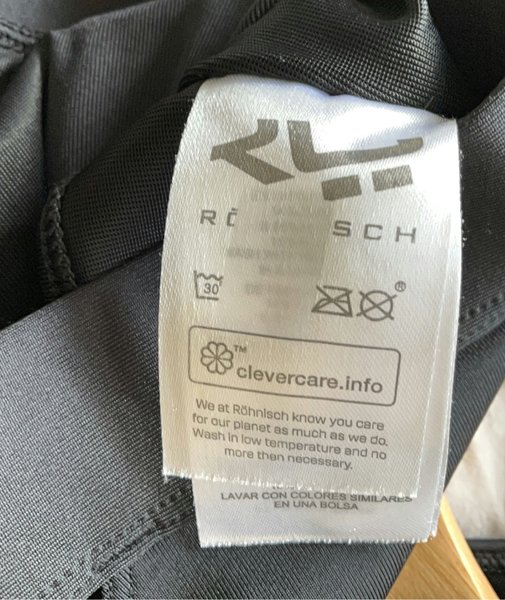 RÖ SCH
30
®
™
clevercare.info
We at Röhnisch know you care
for our planet as much as we do.
Wash in low temperature and no
more then necessary.
LAVAR CON COLORES SIMILARES
EN UNA BOLSA